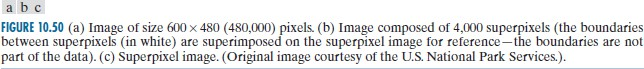 a b c
FIGURE 10.50 (a) Image of size 600 × 480 (480,000) pixels. (b) Image composed of 4,000 superpixels (the boundaries
between superpixels (in white) are superimposed on the superpixel image for reference—the boundaries are not
part of the data). (c) Superpixel image. (Original image courtesy of the U.S. National Park Services.).